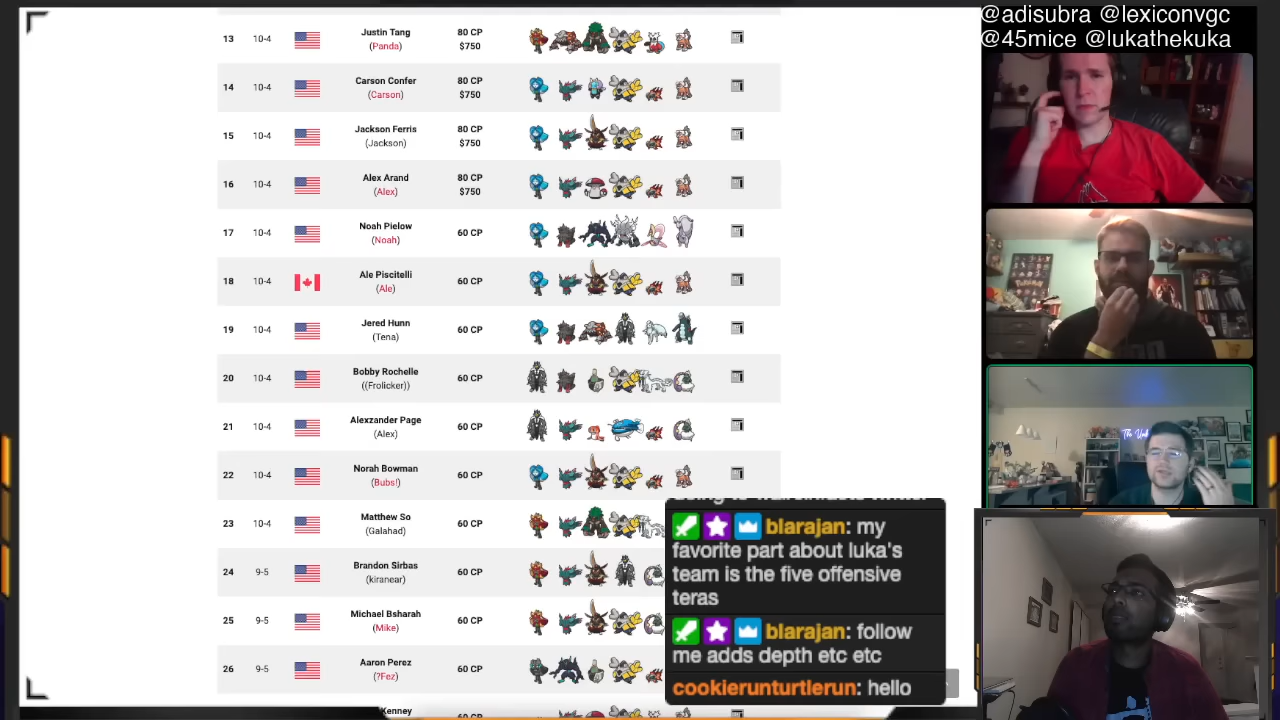 @adisubra @lexiconvgc
@45mice @lukathekuka
13 10-4 Justin Tang (Panda) 80 CP $750
14 10-4 Carson Confer (Carson) 80 CP $750
15 10-4 Jackson Ferris (Jackson) 80 CP $750
16 10-4 Alex Arand (Alex) 80 CP $750
17 10-4 Noah Pielow (Noah) 60 CP
18 10-4 Ale Piscitelli (Ale) 60 CP
19 10-4 Jered Hunn (Tena) 60 CP
20 10-4 Bobby Rochelle ((Frolicker)) 60 CP
21 10-4 Alexzander Page (Alex) 60 CP
22 10-4 Norah Bowman (Bubs!) 60 CP
23 10-4 Matthew So (Galahad) 60 CP
24 9-5 Brandon Sirbas (kiranear) 60 CP
25 9-5 Michael Bsharah (Mike) 60 CP
26 9-5 Aaron Perez (?Fez) 60 CP
Kenney
60 CP
blarajan: my
favorite part about luka's
team is the five offensive
teras
blarajan: follow
me adds depth etc etc
cookierunturtlerun: hello